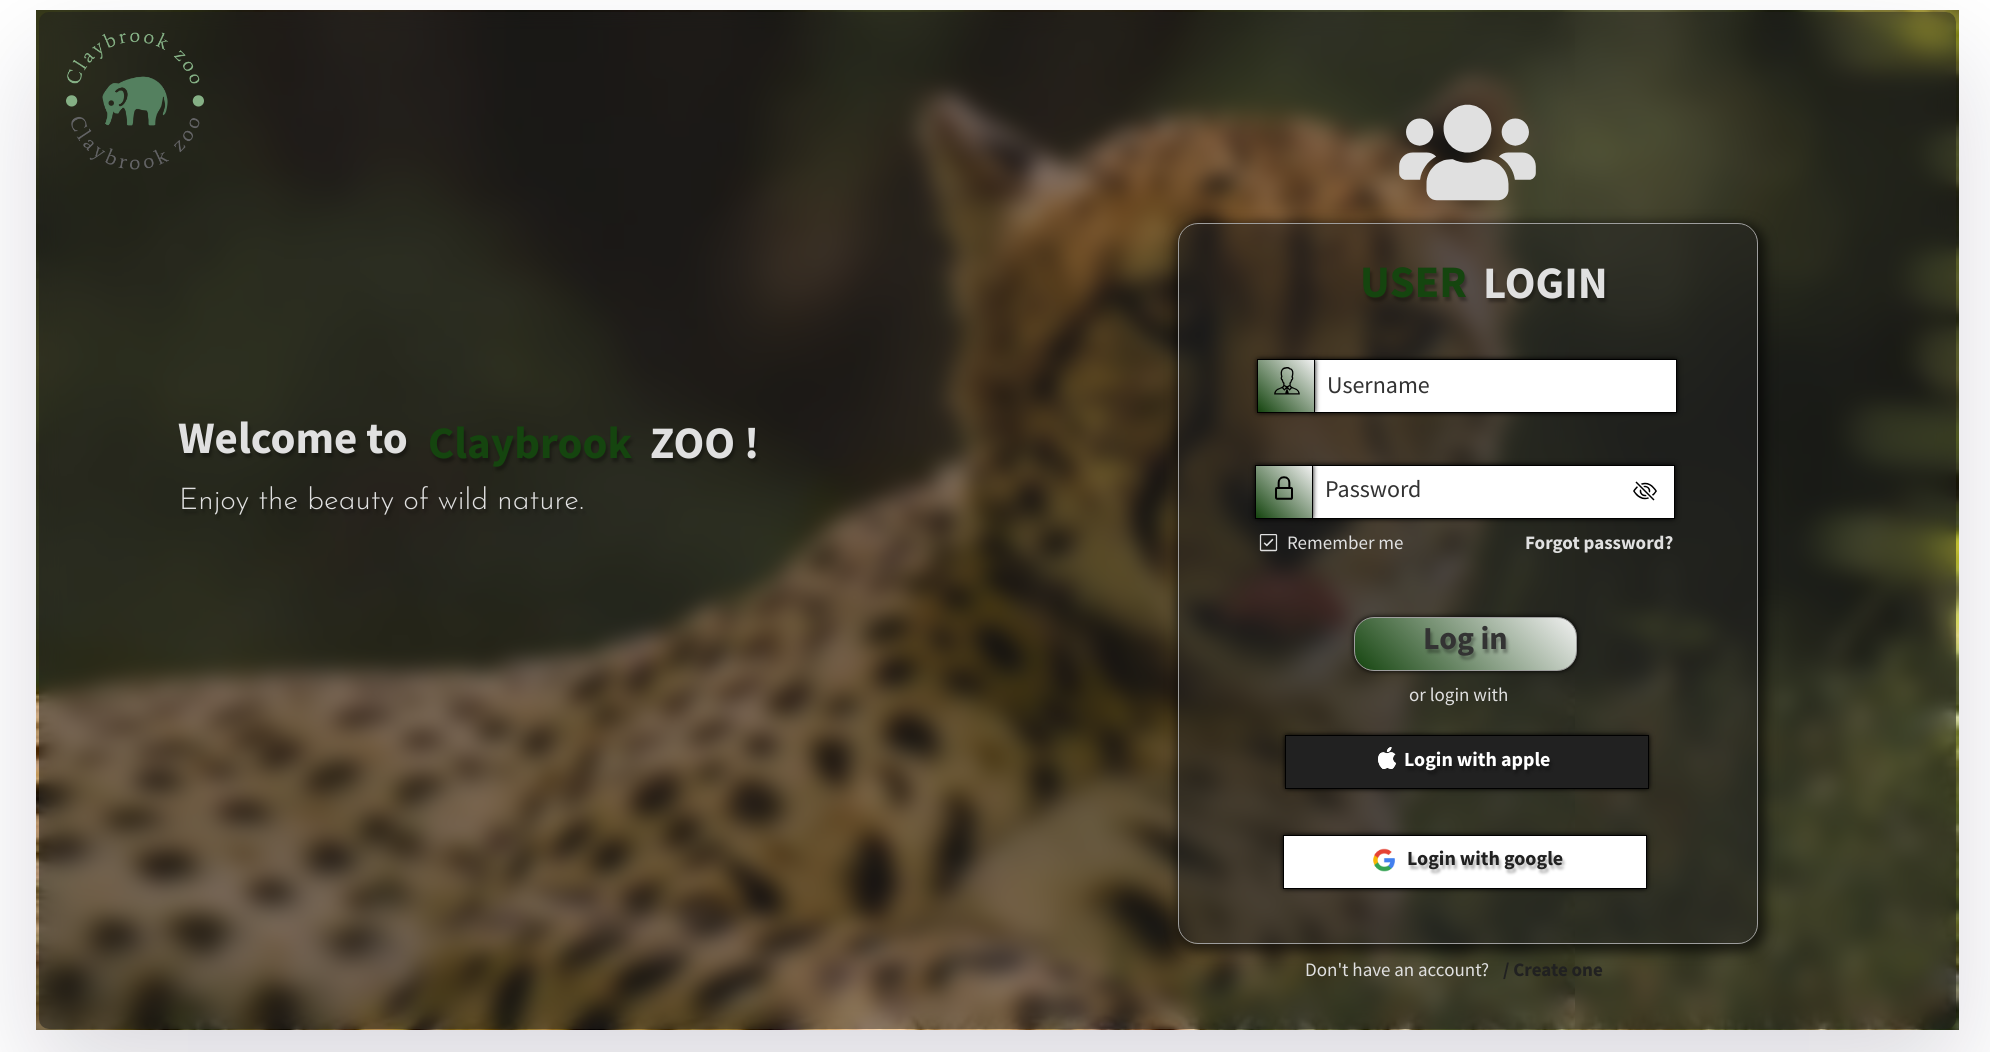 Claybrook zoo
Claybrook zoo
USER LOGIN
Username
Welcome to Claybrook ZOO !
Password
Enjoy the beauty of wild nature.
Remember me
Forgot password?
Log in
or login with
Login with apple
Login with google
Don't have an account? / Create one